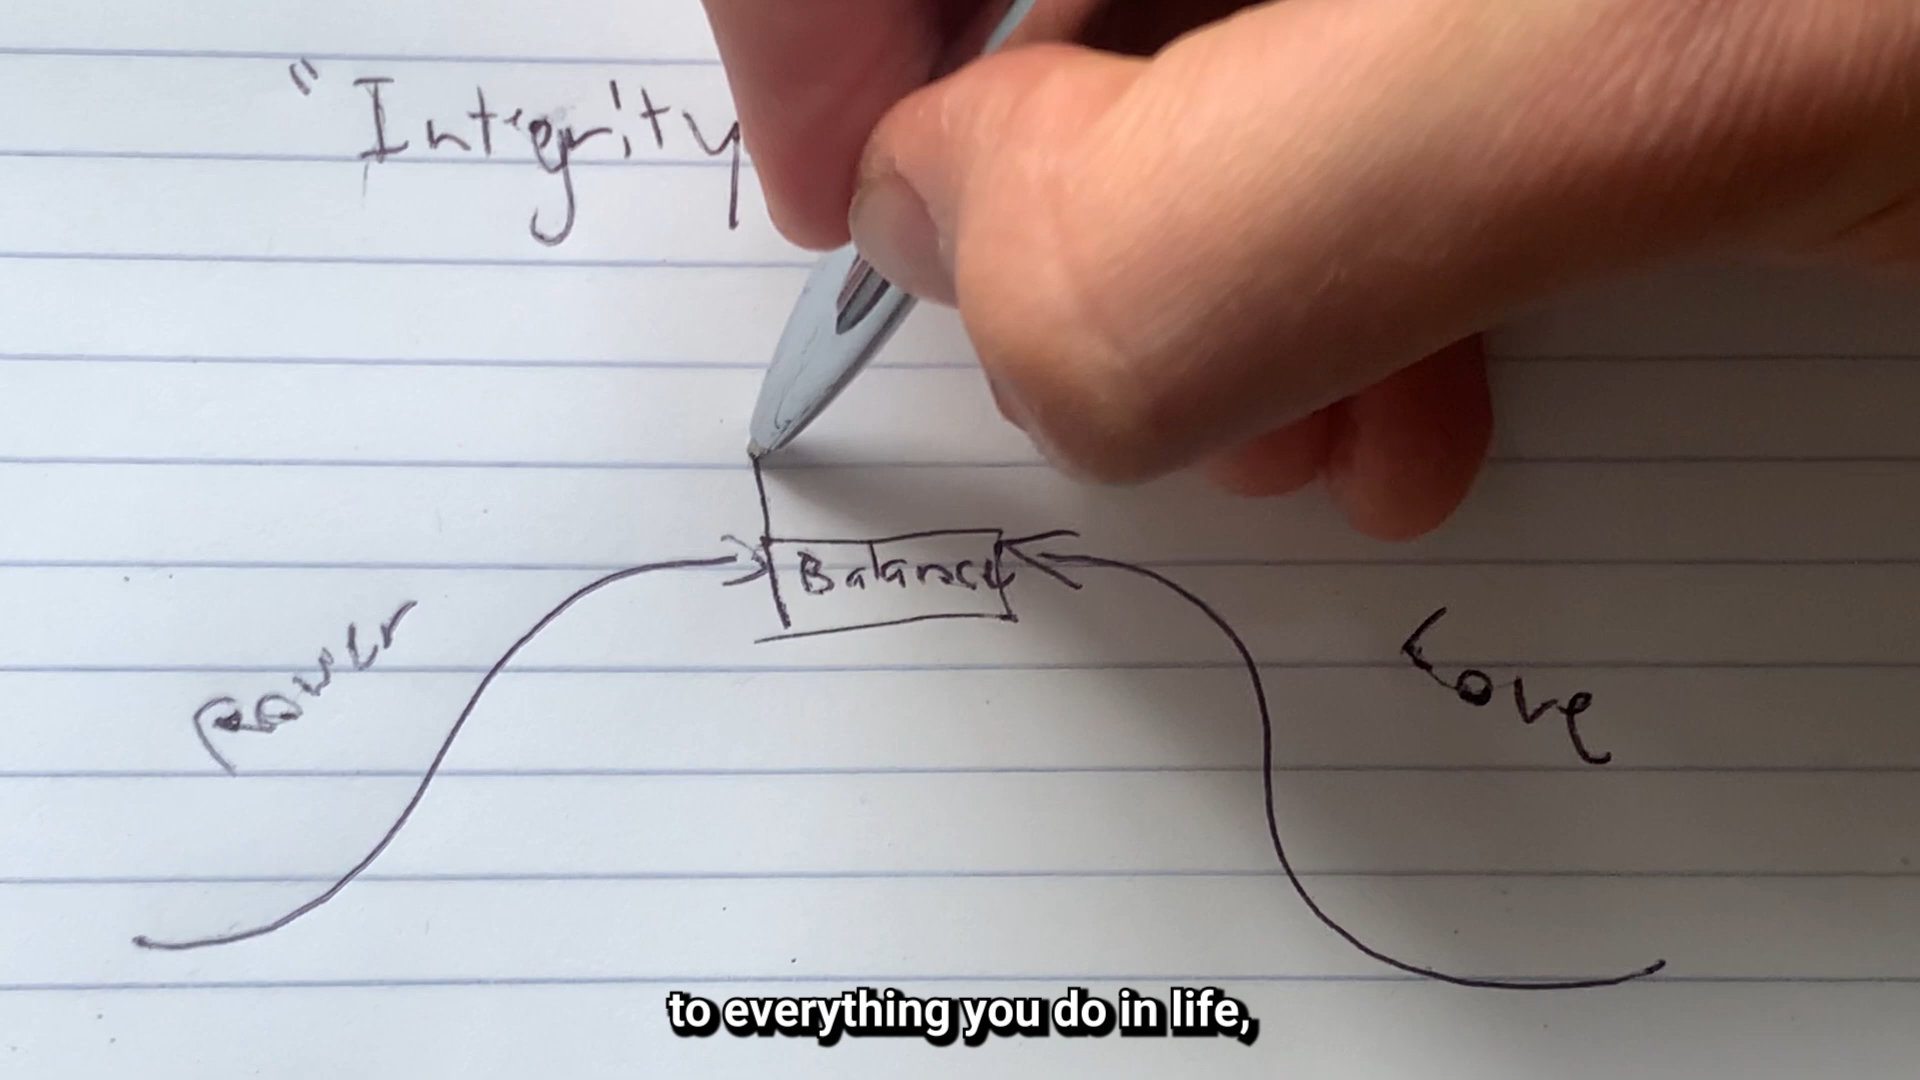 "Integrity
Balance
Power
Love
to everything you do in life,